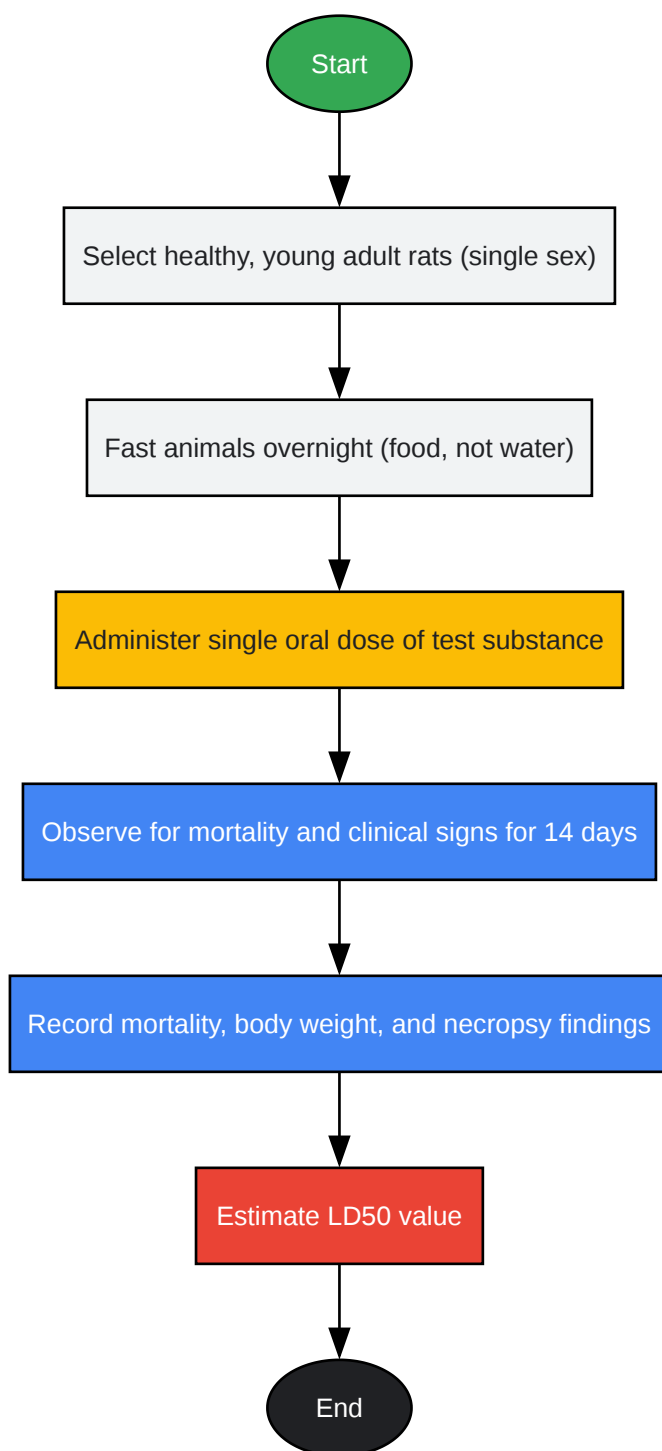 Start
Select healthy, young adult rats (single sex)
Fast animals overnight (food, not water)
Administer single oral dose of test substance
Observe for mortality and clinical signs for 14 days
Record mortality, body weight, and necropsy findings
Estimate LD50 value
End